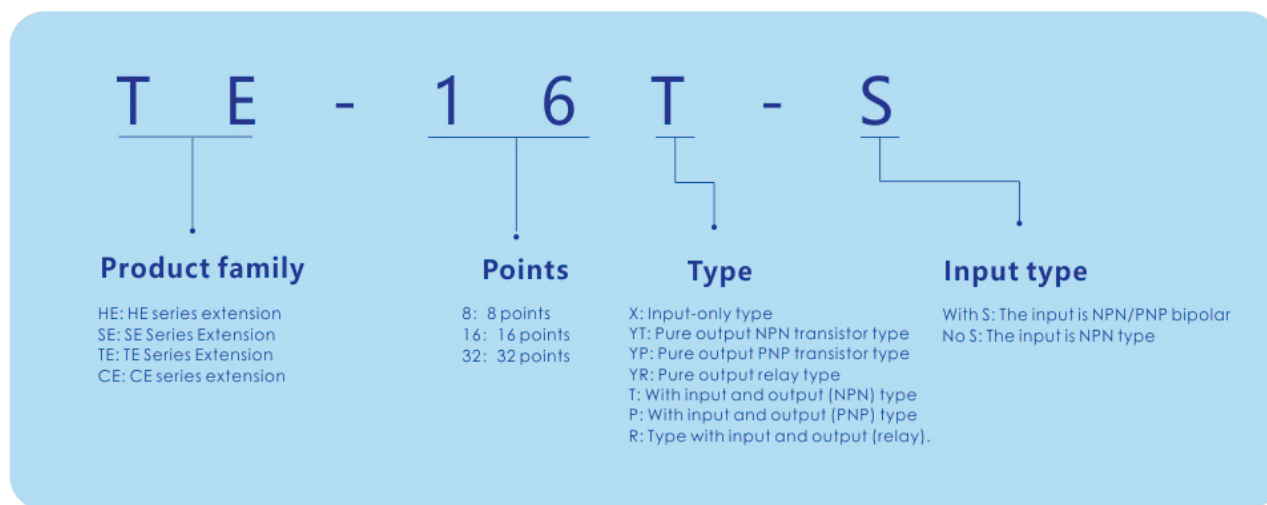 TE-16T-S
Product family
HE: HE series extension
SE: SE Series Extension
TE: TE Series Extension
CE: CE series extension
Points
8: 8 points
16: 16 points
32: 32 points
Type
X: Input-only type
YT: Pure output NPN transistor type
YP: Pure output PNP transistor type
YR: Pure output relay type
T: With input and output (NPN) type
P: With input and output (PNP) type
R: Type with input and output (relay).
Input type
With S: The input is NPN/PNP bipolar
No S: The input is NPN type